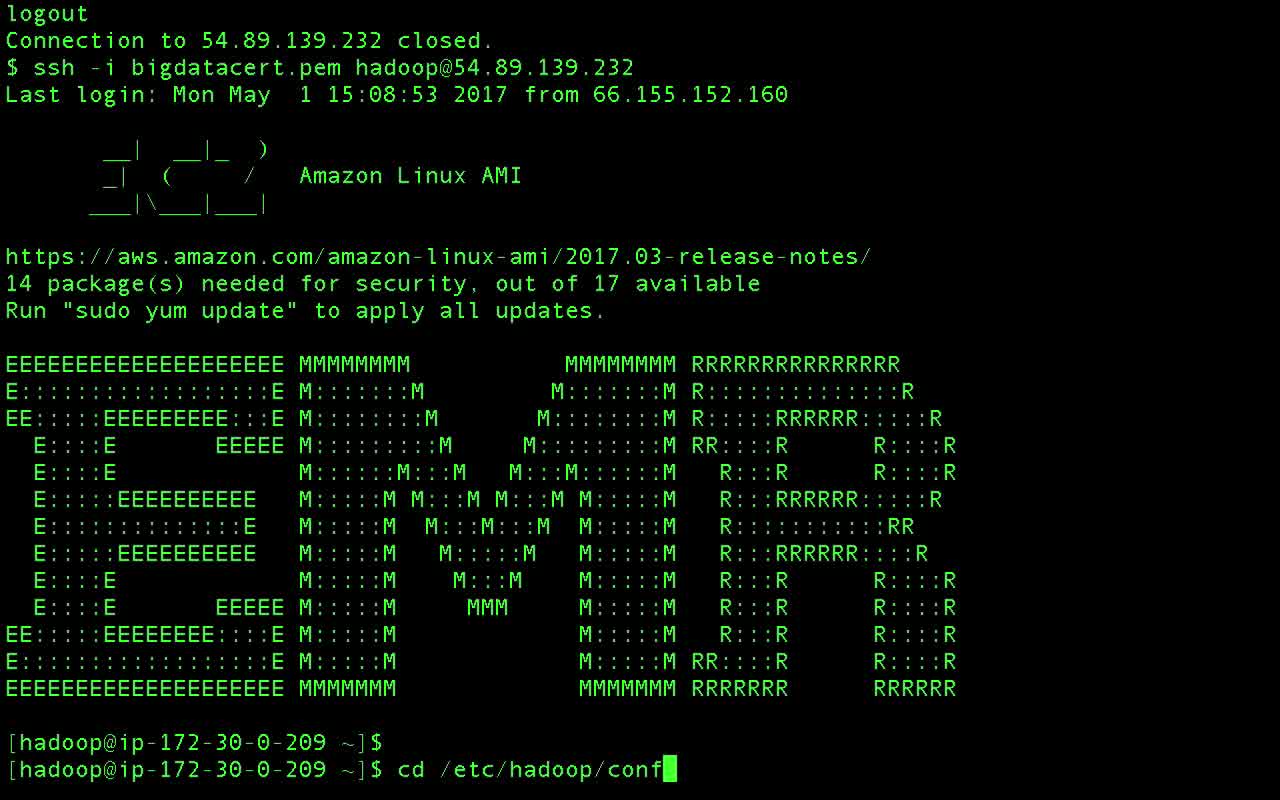 logout
Connection to 54.89.139.232 closed.
$ ssh -i bigdatacert.pem hadoop@54.89.139.232
Last login: Mon May  1 15:08:53 2017 from 66.155.152.160

       __|  __|_  )
       _|  (     /   Amazon Linux AMI
      ___|\___|___|

https://aws.amazon.com/amazon-linux-ami/2017.03-release-notes/
14 package(s) needed for security, out of 17 available
Run "sudo yum update" to apply all updates.

EEEEEEEEEEEEEEEEEEEE MMMMMMMM           MMMMMMMM RRRRRRRRRRRRRRR
E::::::::::::::::::E M:::::::M         M:::::::M R::::::::::::::R
EE:::::EEEEEEEEE:::E M::::::::M       M::::::::M R:::::RRRRRR:::::R
  E::::E       EEEEE M:::::::::M     M:::::::::M RR::::R      R::::R
  E::::E             M::::::M:::M   M:::M::::::M   R:::R      R::::R
  E:::::EEEEEEEEEE   M:::::M M:::M M:::M M:::::M   R:::RRRRRR:::::R
  E::::::::::::::E   M:::::M  M:::M:::M  M:::::M   R:::::::::::RR
  E:::::EEEEEEEEEE   M:::::M   M:::::M   M:::::M   R:::RRRRRR::::R
  E::::E             M:::::M    M:::M    M:::::M   R:::R      R::::R
  E::::E       EEEEE M:::::M     MMM     M:::::M   R:::R      R::::R
EE:::::EEEEEEEE::::E M:::::M             M:::::M   R:::R      R::::R
E::::::::::::::::::E M:::::M             M:::::M RR::::R      R::::R
EEEEEEEEEEEEEEEEEEEE MMMMMMM             MMMMMMM RRRRRRR      RRRRRR

[hadoop@ip-172-30-0-209 ~]$
[hadoop@ip-172-30-0-209 ~]$ cd /etc/hadoop/conf